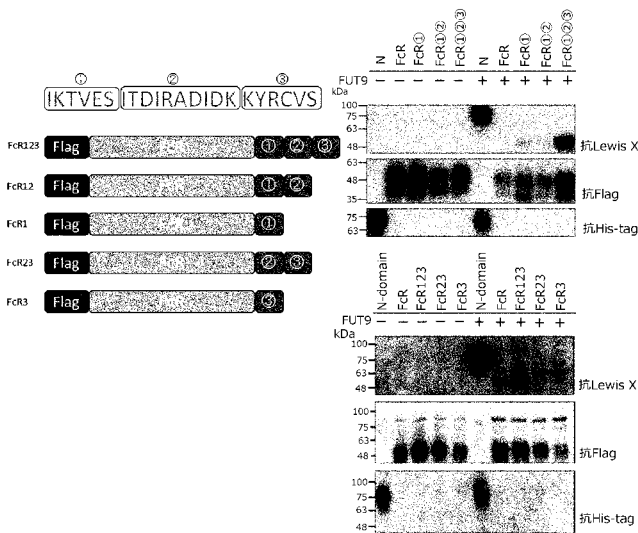 ① ② ③
IKTVES ITDIRADIDK KYRCVS
FcR123 Flag ① ② ③
FcR12 Flag ① ②
FcR1 Flag ①
FcR23 Flag ② ③
FcR3 Flag ③
N FcR FcR① FcR①② FcR①②③ N FcR FcR① FcR①② FcR①②③
FUT9 − − − − − + + + + +
kDa
100
75
63
48
抗Lewis X
63
48
35
抗Flag
75
63
抗His-tag
N-domain FcR FcR123 FcR23 FcR3 N-domain FcR FcR123 FcR23 FcR3
FUT9 − − − − − + + + + +
kDa
100
75
63
48
抗Lewis X
100
75
63
48
抗Flag
100
75
63
48
抗His-tag